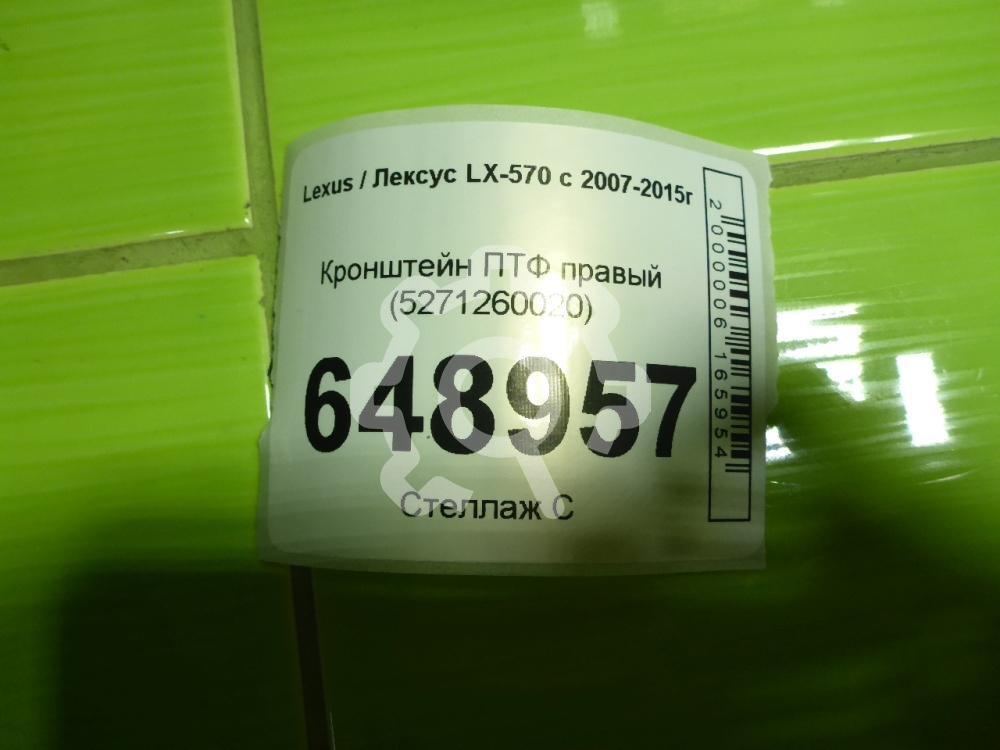 Lexus / Лексус LX-570 с 2007-2015г
Кронштейн ПТФ правый
(5271260020)
648957
Стеллаж С
2000006165954